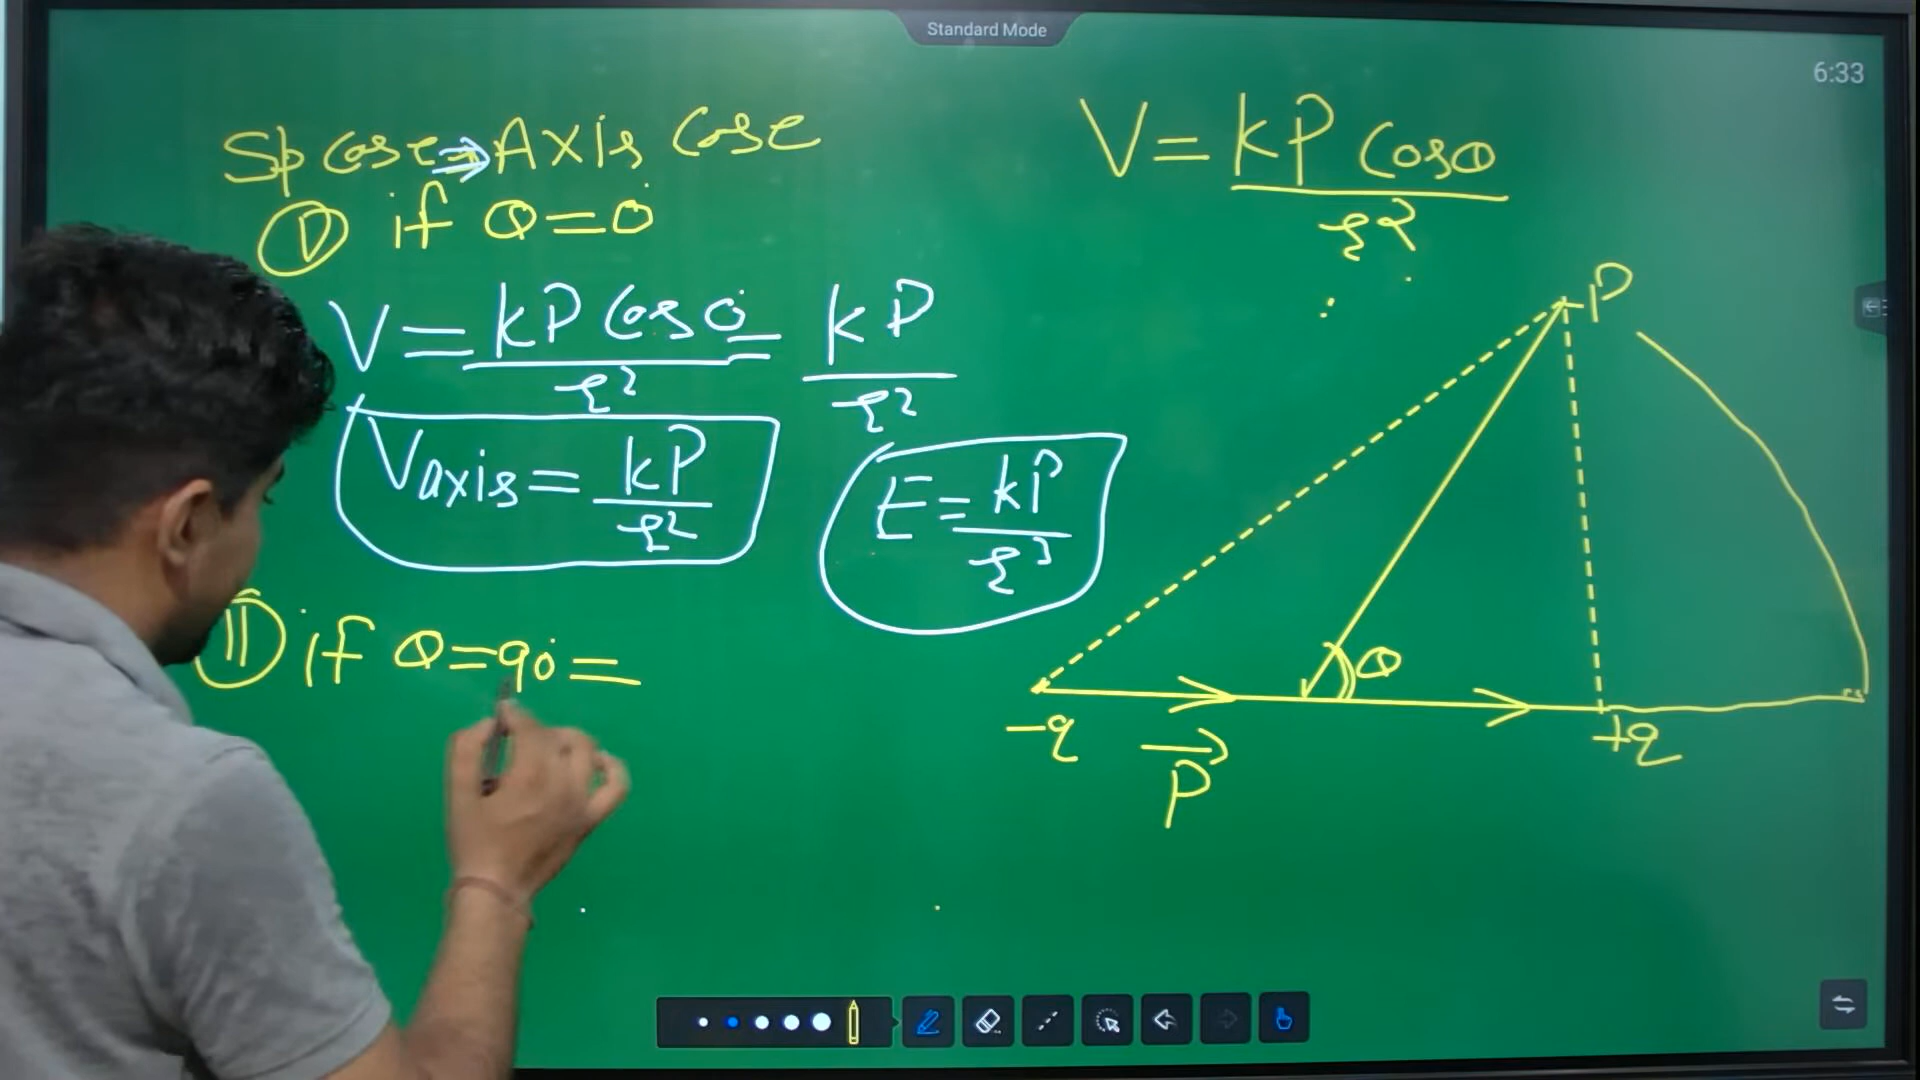 Standard Mode
6:33
Sp Case ⇒ Axis Case
① if θ = 0°
V = kP Cos0°/r² = kP/r²
Vaxis = kP/r²
E = kP/r³
② if θ = 90° =
V = kP Cosθ/r²
P
θ
-q
+q
P⃗